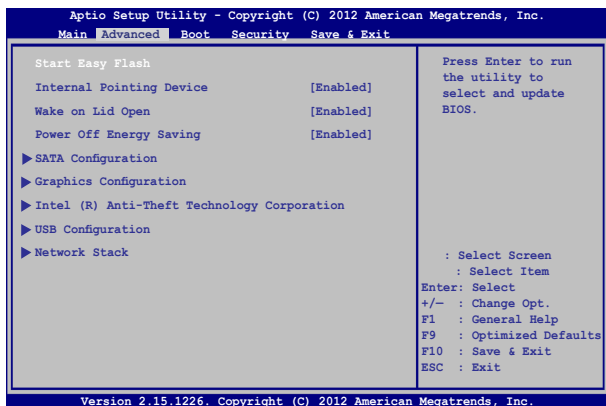 Aptio Setup Utility - Copyright (C) 2012 American Megatrends, Inc.
Main Advanced Boot Security Save & Exit
Start Easy Flash
Internal Pointing Device [Enabled]
Wake on Lid Open [Enabled]
Power Off Energy Saving [Enabled]
SATA Configuration
Graphics Configuration
Intel (R) Anti-Theft Technology Corporation
USB Configuration
Network Stack
Press Enter to run
the utility to
select and update
BIOS.
: Select Screen
: Select Item
Enter: Select
+/— : Change Opt.
F1 : General Help
F9 : Optimized Defaults
F10 : Save & Exit
ESC : Exit
Version 2.15.1226. Copyright (C) 2012 American Megatrends, Inc.